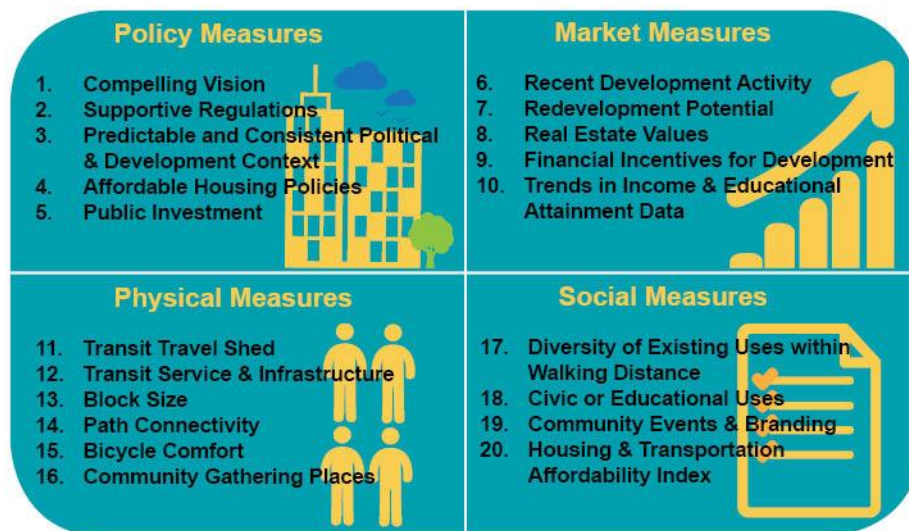 Policy Measures
1. Compelling Vision
2. Supportive Regulations
3. Predictable and Consistent Political
& Development Context
4. Affordable Housing Policies
5. Public Investment
Market Measures
6. Recent Development Activity
7. Redevelopment Potential
8. Real Estate Values
9. Financial Incentives for Development
10. Trends in Income & Educational
Attainment Data
Physical Measures
11. Transit Travel Shed
12. Transit Service & Infrastructure
13. Block Size
14. Path Connectivity
15. Bicycle Comfort
16. Community Gathering Places
Social Measures
17. Diversity of Existing Uses within
Walking Distance
18. Civic or Educational Uses
19. Community Events & Branding
20. Housing & Transportation
Affordability Index